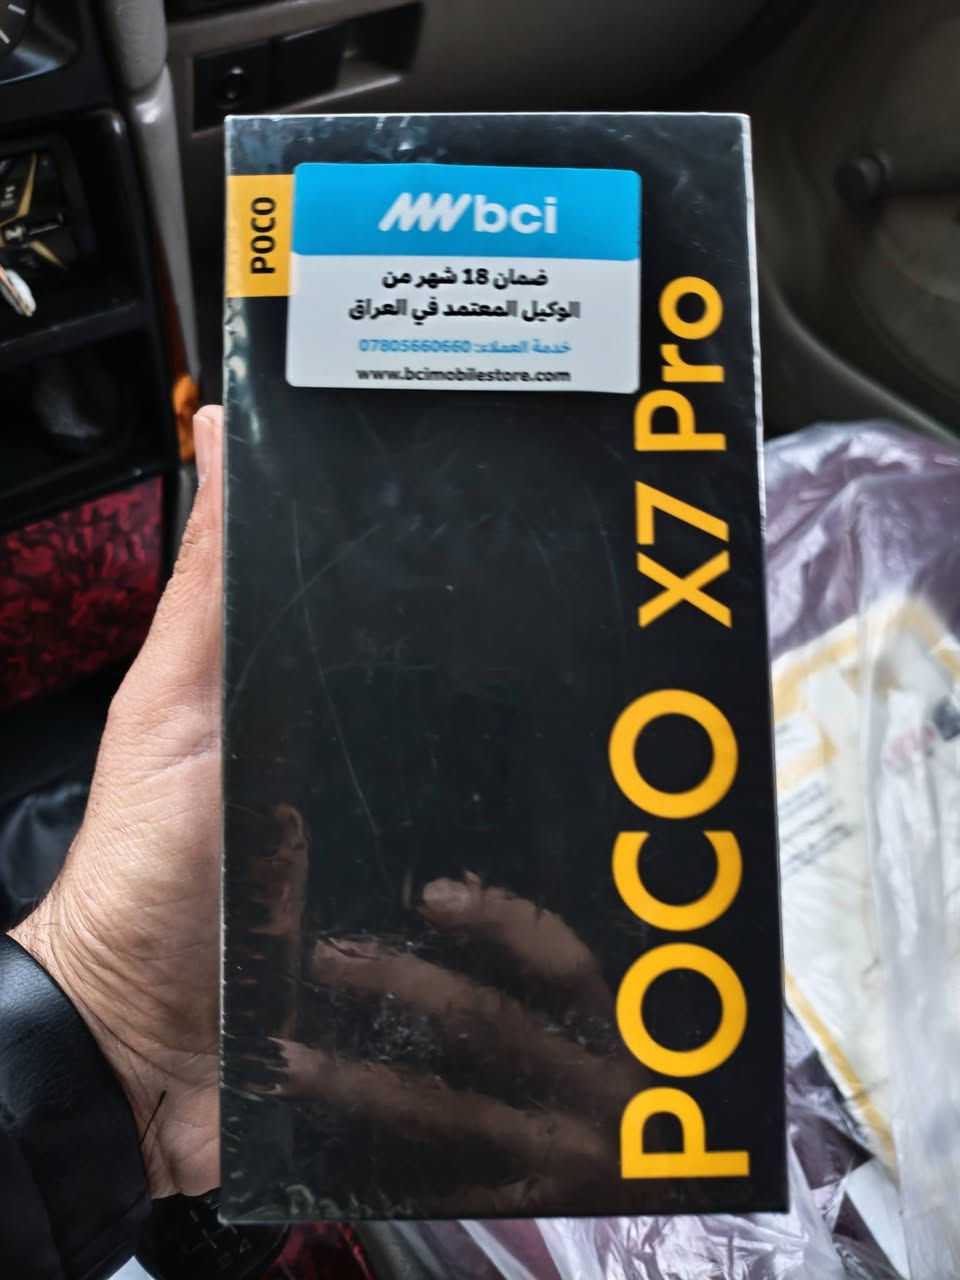 POCO
bci
ضمان 18 شهر من
الوكيل المعتمد في العراق
خدمة العملاء: 07805660660
www.bcimobilestore.com
POCO X7 Pro